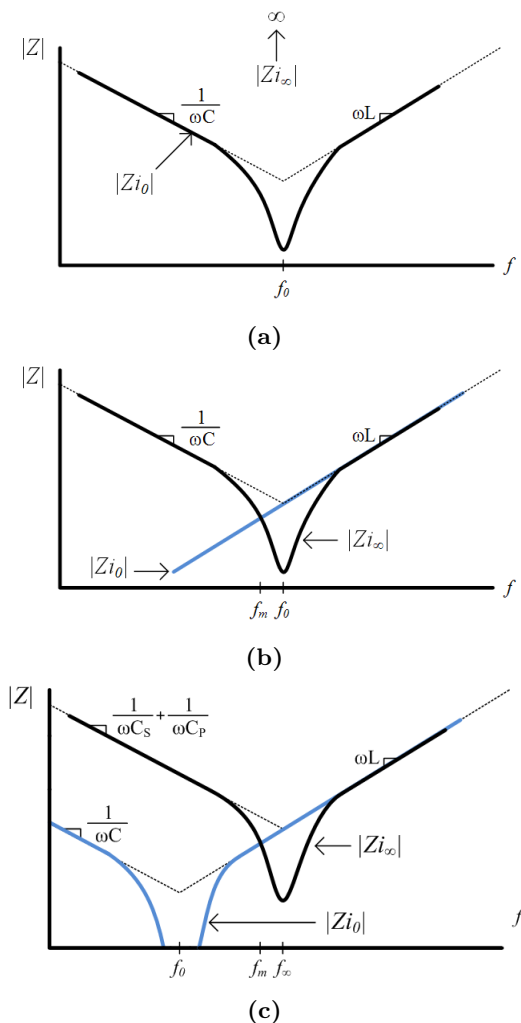 ∞
|Z|
|Zi∞|
1
ωC
ωL
|Zi0|
f0
f
(a)
|Z|
1
ωC
ωL
|Zi∞|
|Zi0|
fm f0
f
(b)
|Z|
1/ωCS + 1/ωCP
ωL
1
ωC
|Zi∞|
|Zi0|
f
f0 fm f∞
(c)